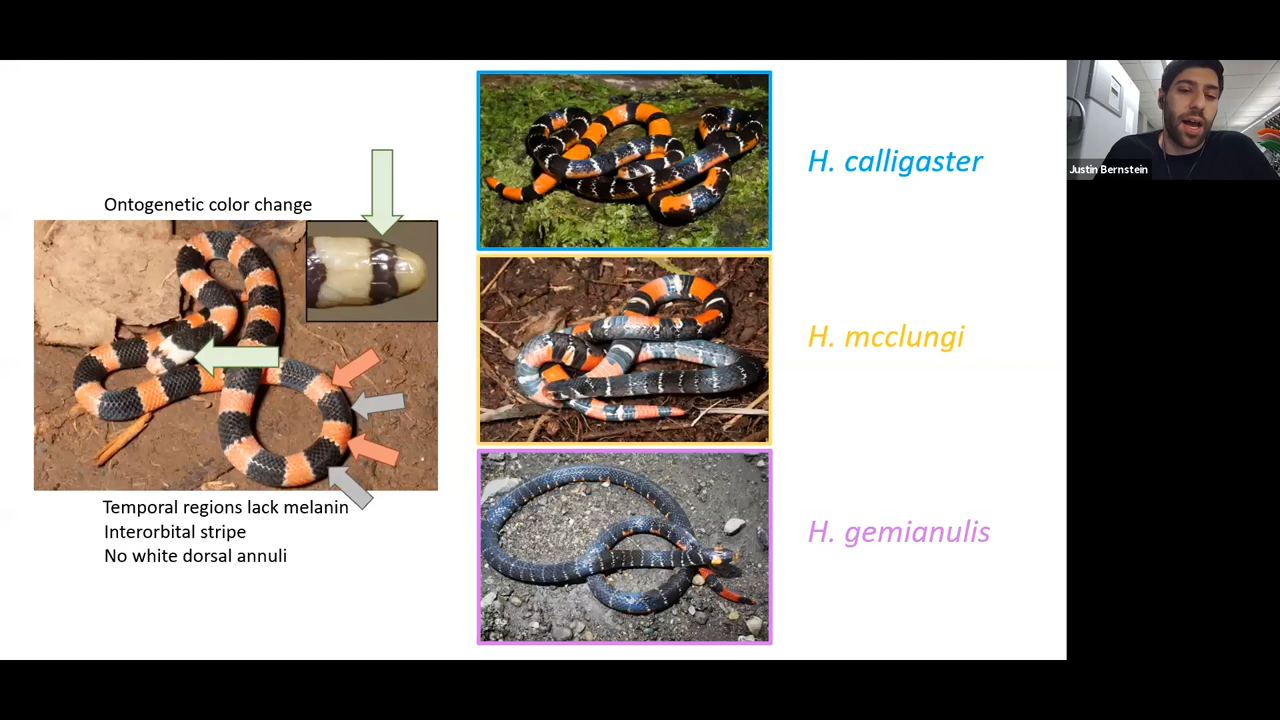 Ontogenetic color change
Temporal regions lack melanin
Interorbital stripe
No white dorsal annuli
H. calligaster
H. mcclungi
H. gemianulis
Justin Bernstein